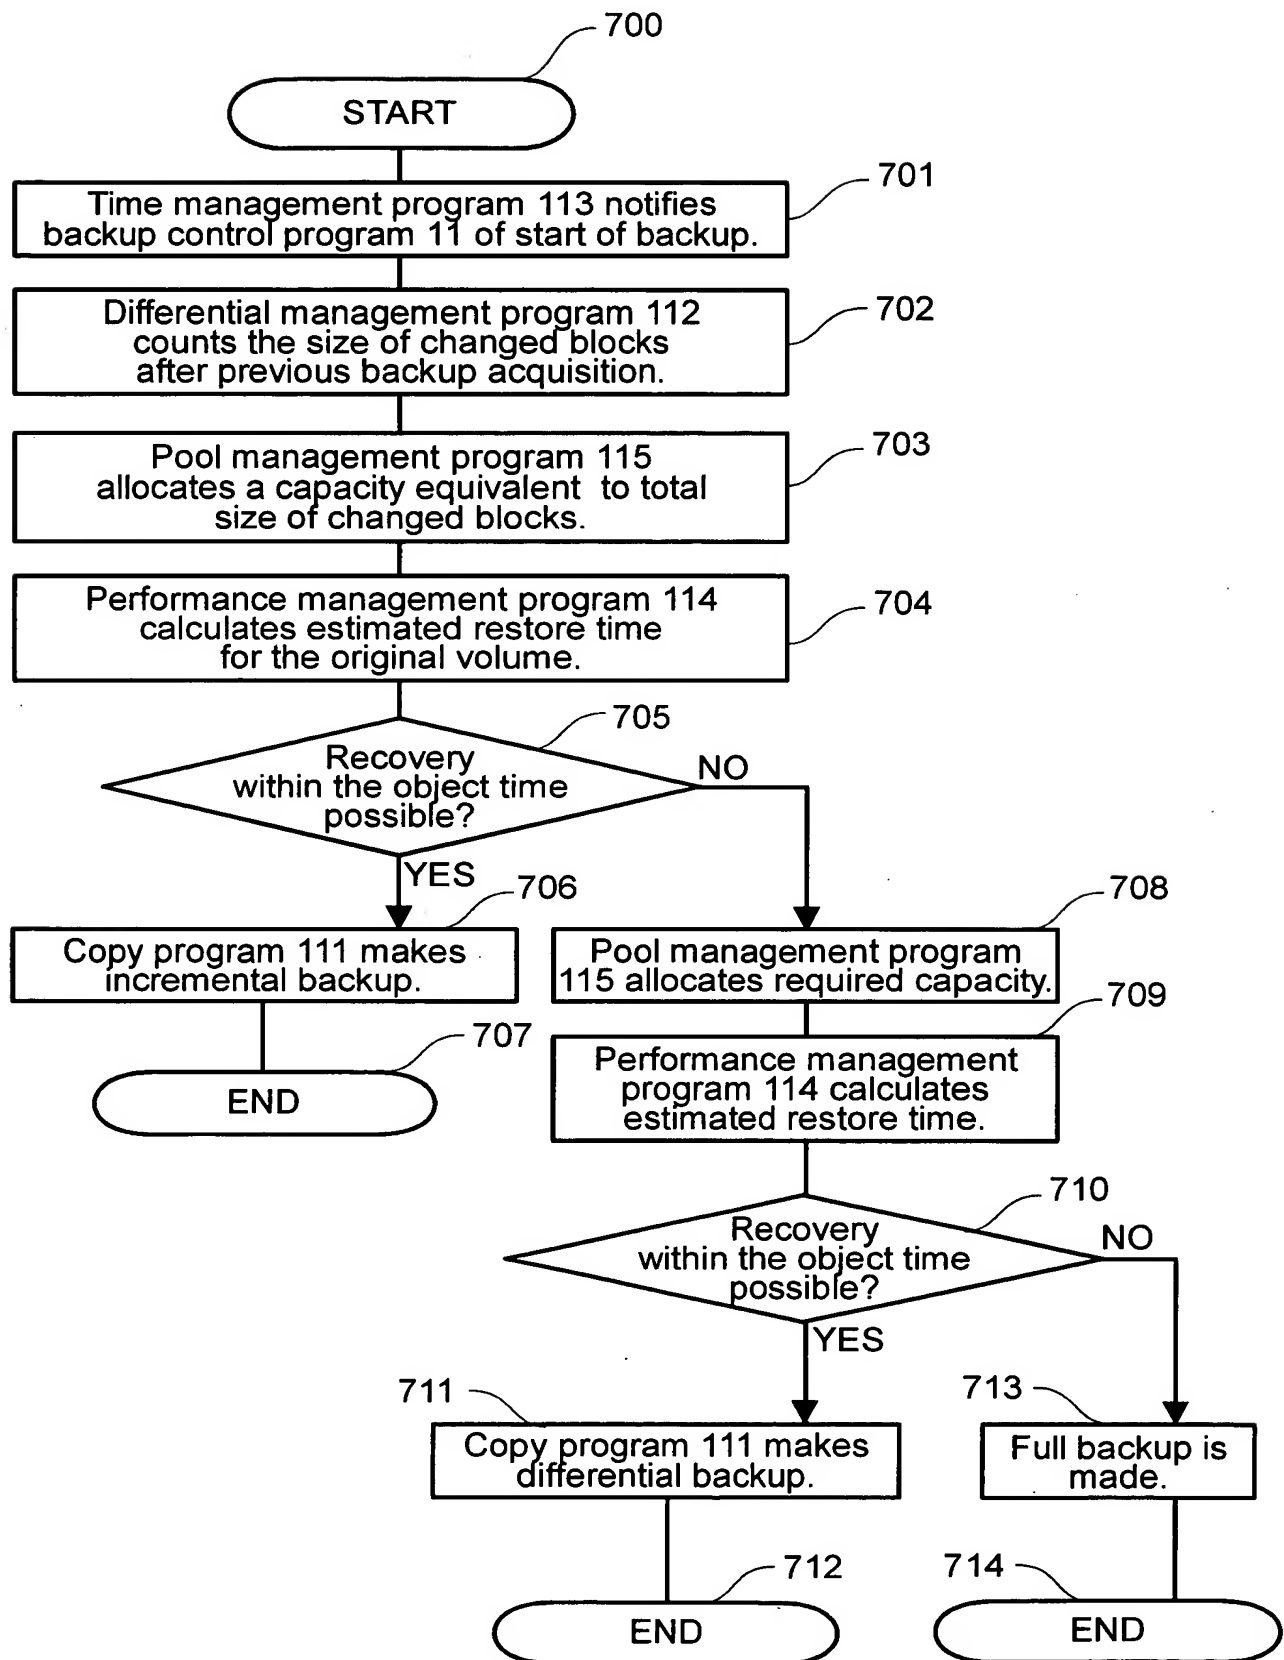 700
START
701
Time management program 113 notifies
backup control program 11 of start of backup.
702
Differential management program 112
counts the size of changed blocks
after previous backup acquisition.
703
Pool management program 115
allocates a capacity equivalent to total
size of changed blocks.
704
Performance management program 114
calculates estimated restore time
for the original volume.
705
Recovery
within the object time
possible?
NO
YES
706
Copy program 111 makes
incremental backup.
707
END
708
Pool management program
115 allocates required capacity.
709
Performance management
program 114 calculates
estimated restore time.
710
Recovery
within the object time
possible?
NO
YES
711
Copy program 111 makes
differential backup.
712
END
713
Full backup is
made.
714
END